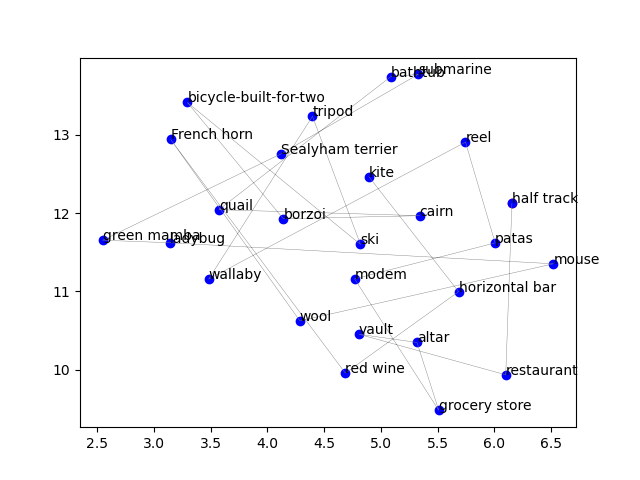 bathtub
submarine
bicycle-built-for-two
tripod
French horn
reel
Sealyham terrier
kite
half track
quail
borzoi
cairn
green mamba
ladybug
ski
patas
mouse
wallaby
modem
horizontal bar
wool
vault
altar
red wine
restaurant
grocery store
13
12
11
10
2.5 3.0 3.5 4.0 4.5 5.0 5.5 6.0 6.5